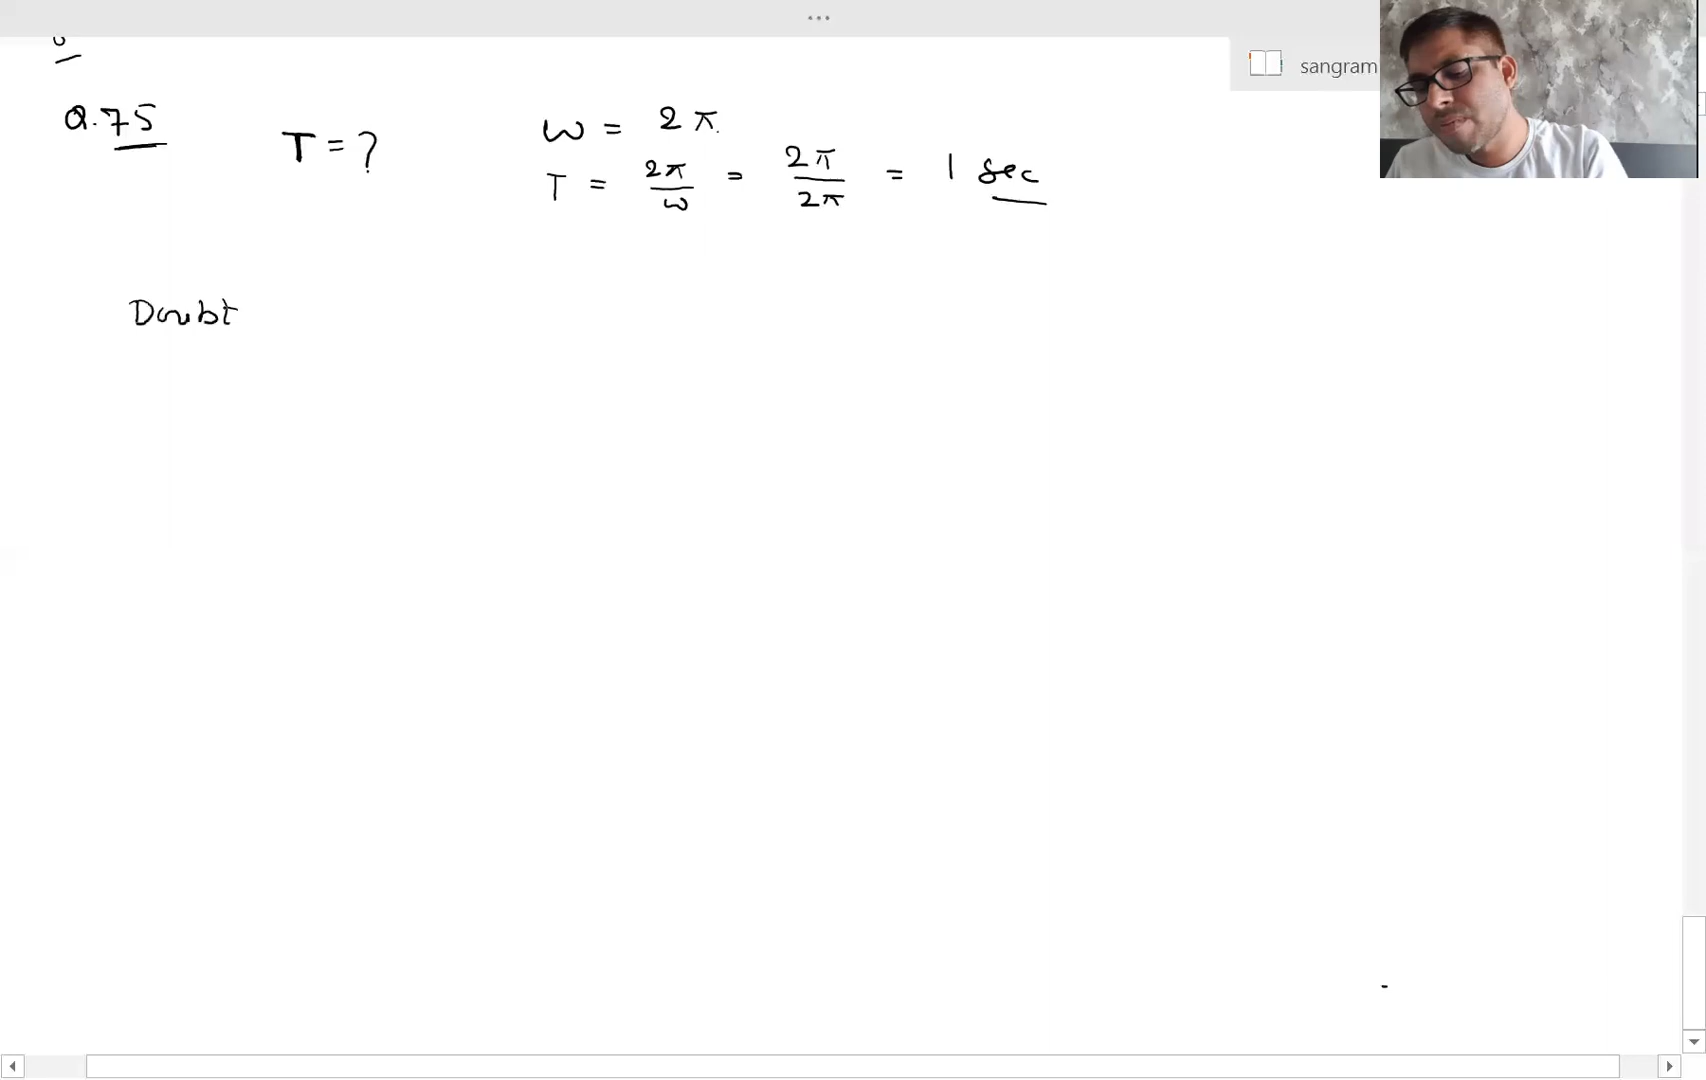 sangram
Q.75
T = ?
ω = 2π
T = 2π/ω = 2π/2π = 1 sec
Doubt